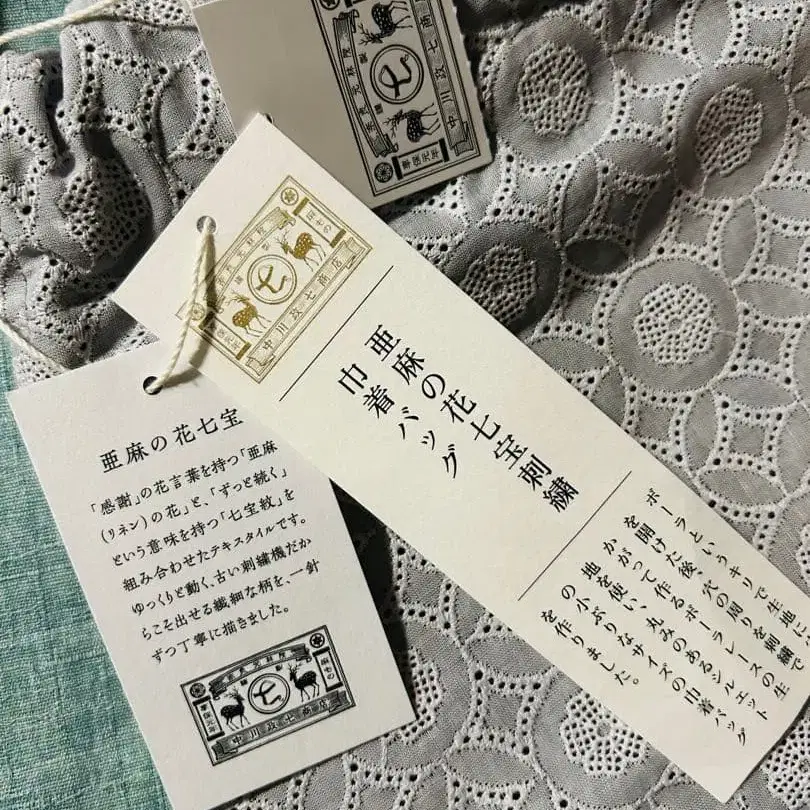 中川政七商店
亜麻の花七宝刺繍
巾着バッグ
ボーラというキリで生地に
を開けた後、穴の周りを刺繍で
かがって作るボーラレースの生
地を使い、丸みのあるシルエット
の小ぶりなサイズの巾着バッグ
を作りました。
亜麻の花七宝
「感謝」の花言葉を持つ「亜麻
(リネン)の花」と、「ずっと続く」
という意味を持つ「七宝紋」を
組み合わせたテキスタイルです。
ゆっくりと動く、古い刺繍機だか
らこそ出せる繊細な柄を、一針
ずつ丁寧に描きました。
中川政七商店